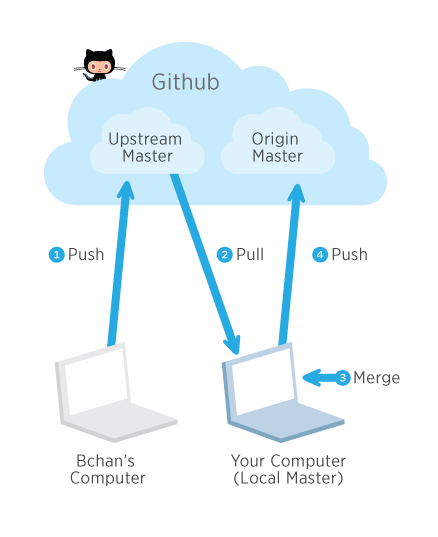 Github
Upstream
Master
Origin
Master
1 Push
2 Pull
4 Push
3 Merge
Bchan's
Computer
Your Computer
(Local Master)